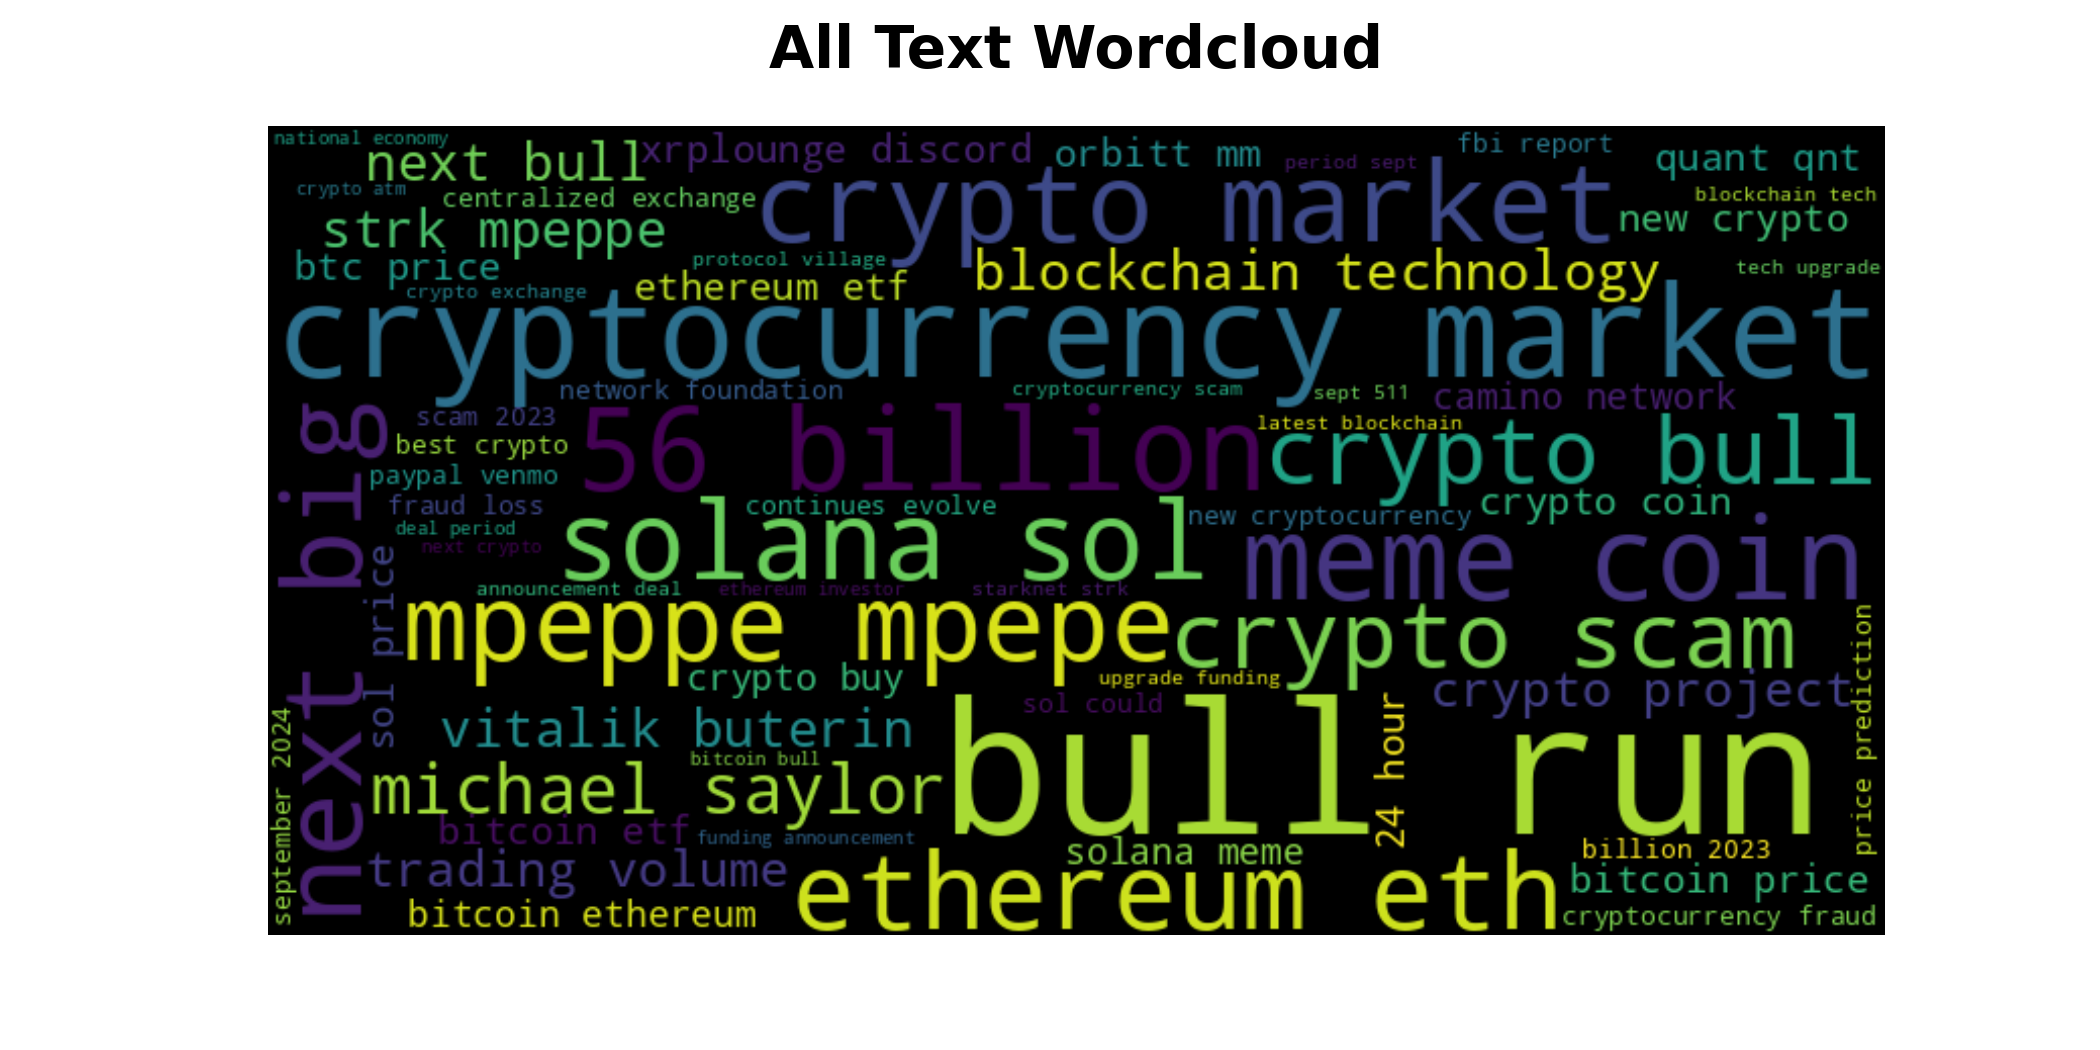 All Text Wordcloud
national economy
next bull
xrplounge discord
orbitt mm
period sept
fbi report
quant qnt
crypto atm
centralized exchange
crypto market
blockchain tech
strk mpeppe
new crypto
btc price
protocol village
blockchain technology
tech upgrade
crypto exchange
ethereum etf
cryptocurrency market
network foundation
cryptocurrency scam
sept 511
camino network
next big
scam 2023
56 billion
latest blockchain
crypto bull
best crypto
paypal venmo
fraud loss
continues evolve
new cryptocurrency
crypto coin
deal period
next crypto
solana sol
meme coin
sol price
announcement deal
ethereum investor
starknet strk
mpeppe mpepe
crypto scam
price prediction
crypto buy
upgrade funding
crypto project
sol could
september 2024
vitalik buterin
bull run
24 hour
bitcoin bull
michael saylor
bitcoin etf
funding announcement
solana meme
billion 2023
trading volume
ethereum eth
bitcoin price
bitcoin ethereum
cryptocurrency fraud